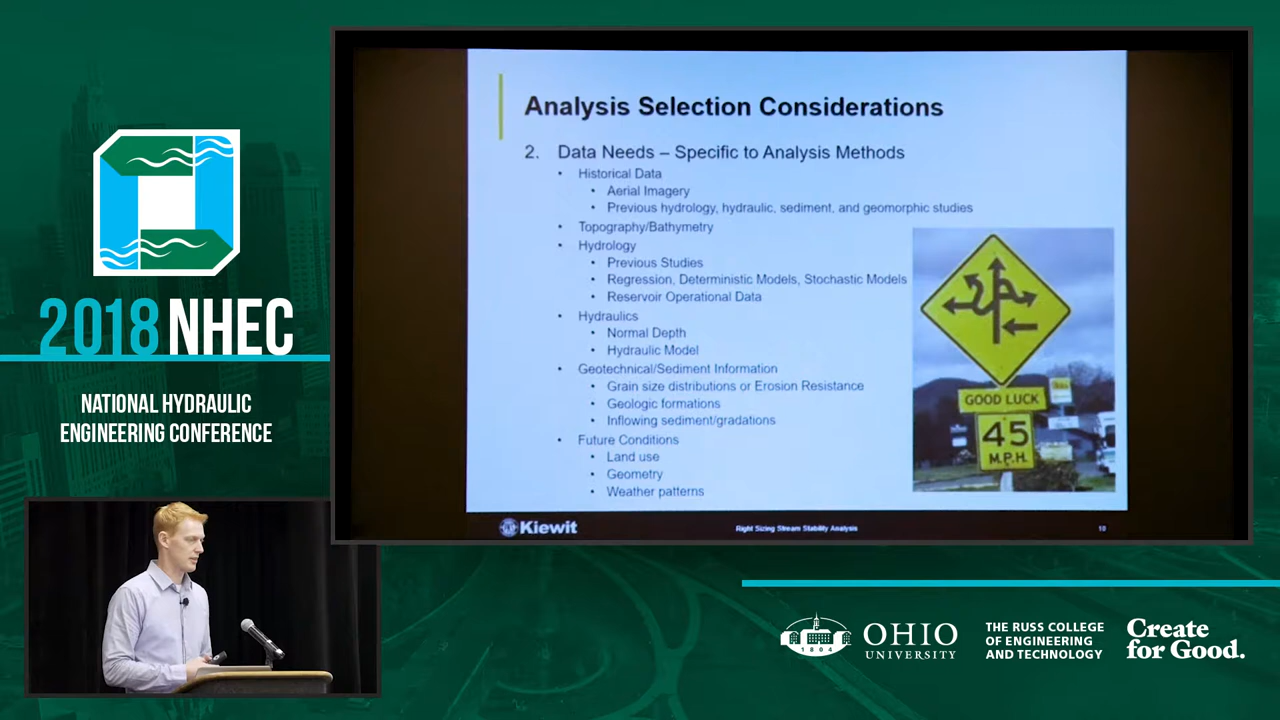 2018 NHEC
NATIONAL HYDRAULIC
ENGINEERING CONFERENCE
Analysis Selection Considerations
2. Data Needs – Specific to Analysis Methods
• Historical Data
• Aerial Imagery
• Previous hydrology, hydraulic, sediment, and geomorphic studies
• Topography/Bathymetry
• Hydrology
• Previous Studies
• Regression, Deterministic Models, Stochastic Models
• Reservoir Operational Data
• Hydraulics
• Normal Depth
• Hydraulic Model
• Geotechnical/Sediment Information
• Grain size distributions or Erosion Resistance
• Geologic formations
• Inflowing sediment/gradations
• Future Conditions
• Land use
• Geometry
• Weather patterns
GOOD LUCK
45
M.P.H.
Kiewit
Right Sizing Stream Stability Analysis
10
1804
OHIO
UNIVERSITY
THE RUSS COLLEGE
OF ENGINEERING
AND TECHNOLOGY
Create
for Good.